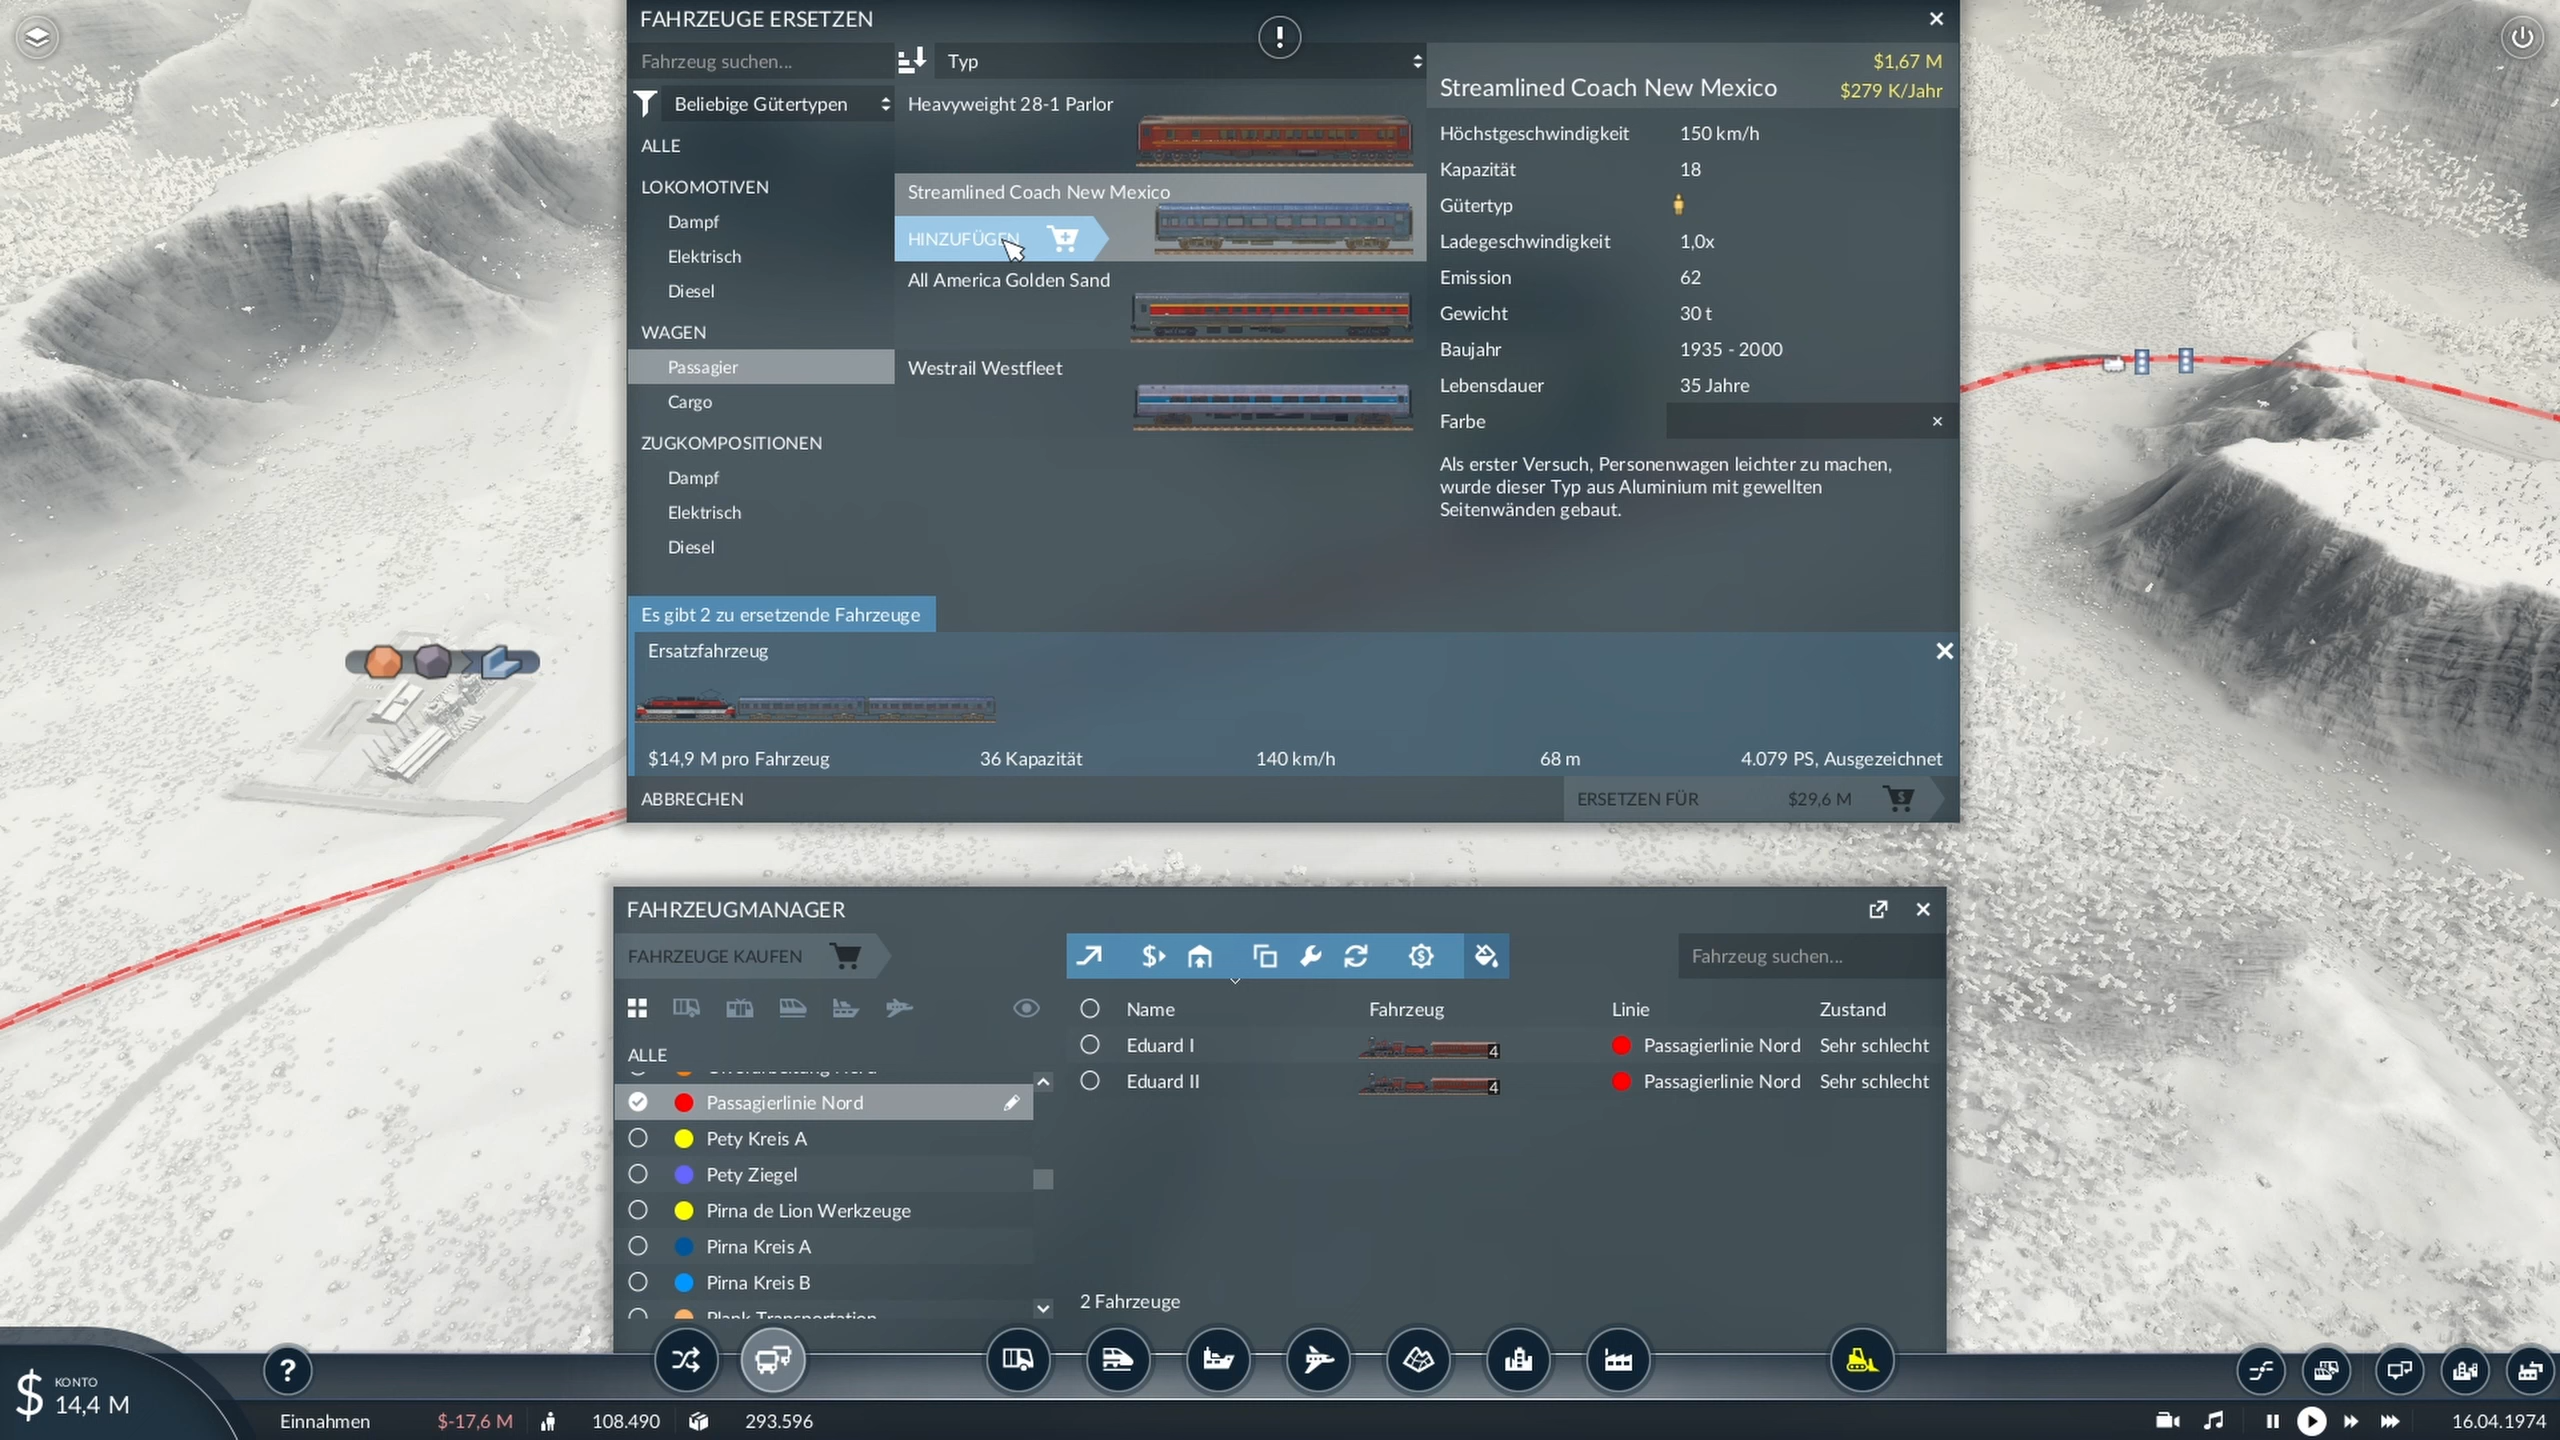 FAHRZEUGE ERSETZEN
Fahrzeug suchen...
Typ
Beliebige Gütertypen
ALLE
LOKOMOTIVEN
Dampf
Elektrisch
Diesel
WAGEN
Passagier
Cargo
ZUGKOMPOSITIONEN
Dampf
Elektrisch
Diesel
Heavyweight 28-1 Parlor
Streamlined Coach New Mexico
HINZUFÜGEN
All America Golden Sand
Westrail Westfleet
Streamlined Coach New Mexico
$1,67 M
$279 K/Jahr
Höchstgeschwindigkeit 150 km/h
Kapazität 18
Gütertyp
Ladegeschwindigkeit 1,0x
Emission 62
Gewicht 30 t
Baujahr 1935 - 2000
Lebensdauer 35 Jahre
Farbe
Als erster Versuch, Personenwagen leichter zu machen,
wurde dieser Typ aus Aluminium mit gewellten
Seitenwänden gebaut.
Es gibt 2 zu ersetzende Fahrzeuge
Ersatzfahrzeug
$14,9 M pro Fahrzeug 36 Kapazität 140 km/h 68 m 4.079 PS, Ausgezeichnet
ABBRECHEN
ERSETZEN FÜR $29,6 M
FAHRZEUGMANAGER
FAHRZEUGE KAUFEN
Fahrzeug suchen...
ALLE
Passagierlinie Nord
Pety Kreis A
Pety Ziegel
Pirna de Lion Werkzeuge
Pirna Kreis A
Pirna Kreis B
Plank Transportation
Name Fahrzeug Linie Zustand
Eduard I 4 Passagierlinie Nord Sehr schlecht
Eduard II 4 Passagierlinie Nord Sehr schlecht
2 Fahrzeuge
KONTO
$ 14,4 M
?
Einnahmen $-17,6 M 108.490 293.596
16.04.1974